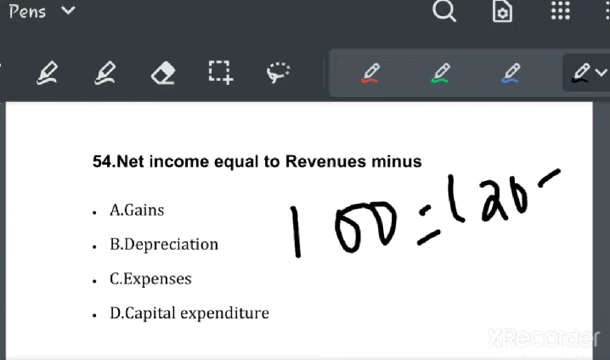 Pens
54.Net income equal to Revenues minus
A.Gains
B.Depreciation
C.Expenses
D.Capital expenditure
100=120-
XRecorder